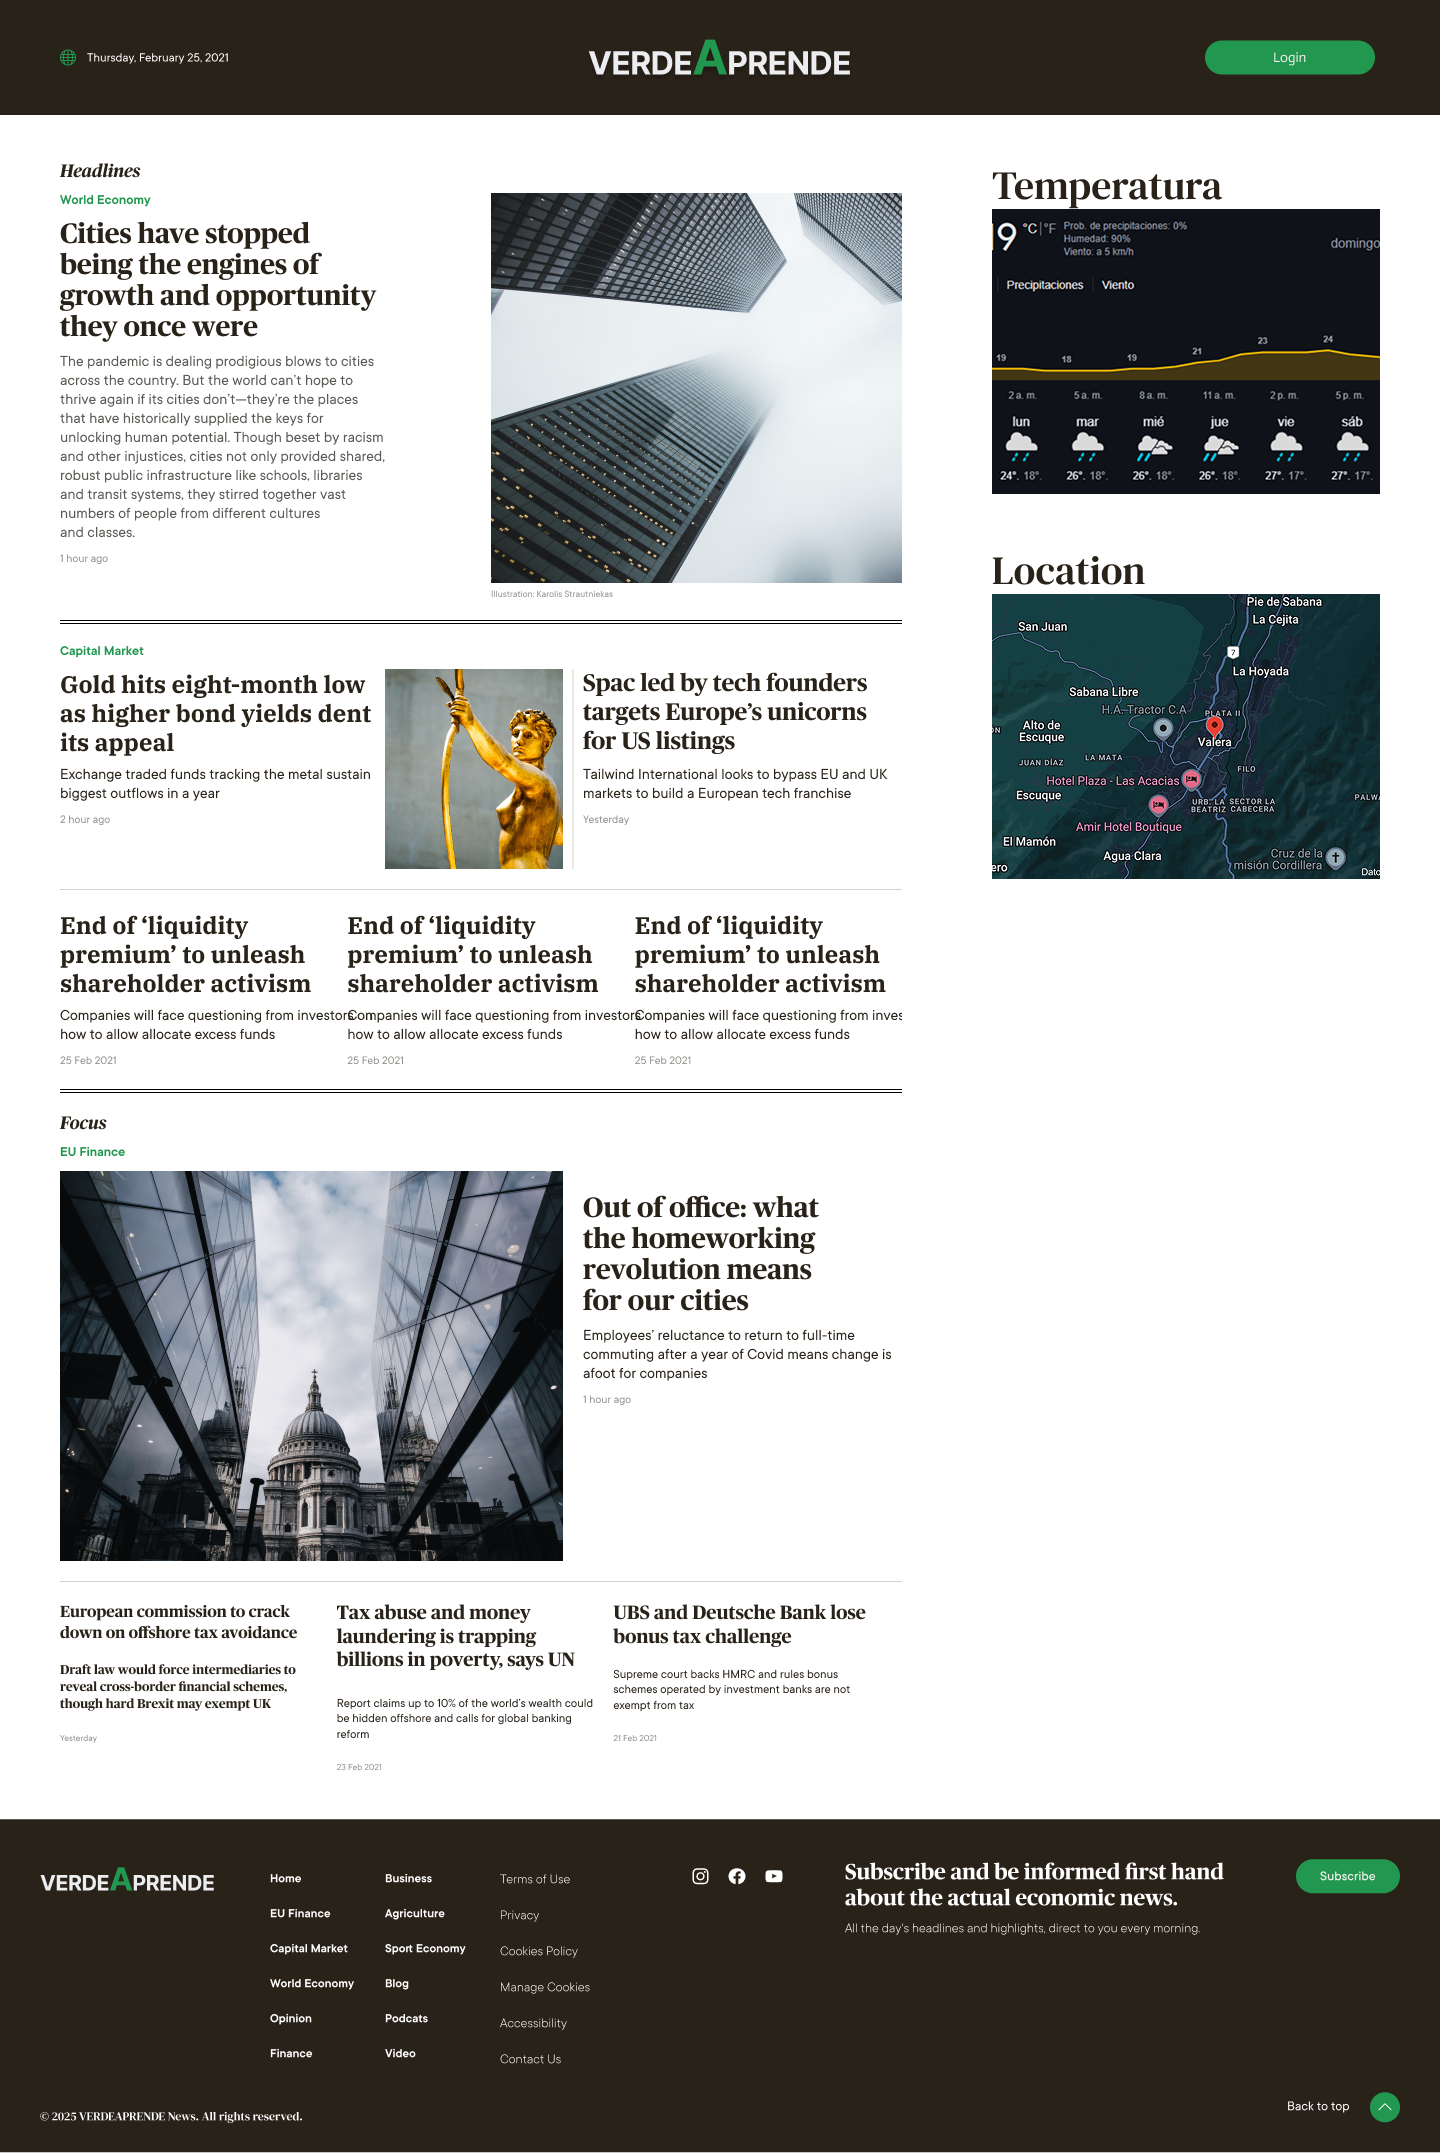 Thursday, February 25, 2021
VERDEAPRENDE
Login
Headlines
World Economy
Cities have stopped
being the engines of
growth and opportunity
they once were
The pandemic is dealing prodigious blows to cities
across the country. But the world can't hope to
thrive again if its cities don't—they're the places
that have historically supplied the keys for
unlocking human potential. Though beset by racism
and other injustices, cities not only provided shared,
robust public infrastructure like schools, libraries
and transit systems, they stirred together vast
numbers of people from different cultures
and classes.
1 hour ago
Illustration: Karolis Strautniekas
Temperatura
19 °C|°F Prob. de precipitaciones: 0%
Humedad: 90%
Viento: a 5 km/h
domingo
Precipitaciones Viento
19 18 19 21 23 24
2 a. m. 5 a. m. 8 a. m. 11 a. m. 2 p. m. 5 p. m.
lun mar mié jue vie sáb
24°. 18°. 26°. 18°. 26°. 18°. 26°. 18°. 27°. 17°. 27°. 17°.
Location
Pie de Sabana
La Cejita
San Juan
7
La Hoyada
Sabana Libre
H.A. Tractor C.A
PLATA II
Alto de
Escuque
Valera
JUAN DÍAZ
LA MATA
FILO
Hotel Plaza - Las Acacias
Escuque
URB. LA
BEATRIZ
SECTOR LA
CABECERA
PALW
Amir Hotel Boutique
El Mamón
Agua Clara
Cruz de la
misión Cordillera
ero
Dato
Capital Market
Gold hits eight-month low
as higher bond yields dent
its appeal
Exchange traded funds tracking the metal sustain
biggest outflows in a year
2 hour ago
Spac led by tech founders
targets Europe's unicorns
for US listings
Tailwind International looks to bypass EU and UK
markets to build a European tech franchise
Yesterday
End of ‘liquidity
premium’ to unleash
shareholder activism
Companies will face questioning from investors
how to allow allocate excess funds
25 Feb 2021
End of ‘liquidity
premium’ to unleash
shareholder activism
Companies will face questioning from investors
how to allow allocate excess funds
25 Feb 2021
End of ‘liquidity
premium’ to unleash
shareholder activism
Companies will face questioning from inves
how to allow allocate excess funds
25 Feb 2021
Focus
EU Finance
Out of office: what
the homeworking
revolution means
for our cities
Employees’ reluctance to return to full-time
commuting after a year of Covid means change is
afoot for companies
1 hour ago
European commission to crack
down on offshore tax avoidance
Draft law would force intermediaries to
reveal cross-border financial schemes,
though hard Brexit may exempt UK
Yesterday
Tax abuse and money
laundering is trapping
billions in poverty, says UN
Report claims up to 10% of the world’s wealth could
be hidden offshore and calls for global banking
reform
23 Feb 2021
UBS and Deutsche Bank lose
bonus tax challenge
Supreme court backs HMRC and rules bonus
schemes operated by investment banks are not
exempt from tax
21 Feb 2021
VERDEAPRENDE
Home
EU Finance
Capital Market
World Economy
Opinion
Finance
Business
Agriculture
Sport Economy
Blog
Podcats
Video
Terms of Use
Privacy
Cookies Policy
Manage Cookies
Accessibility
Contact Us
Subscribe and be informed first hand
about the actual economic news.
All the day's headlines and highlights, direct to you every morning.
Subscribe
© 2025 VERDEAPRENDE News. All rights reserved.
Back to top